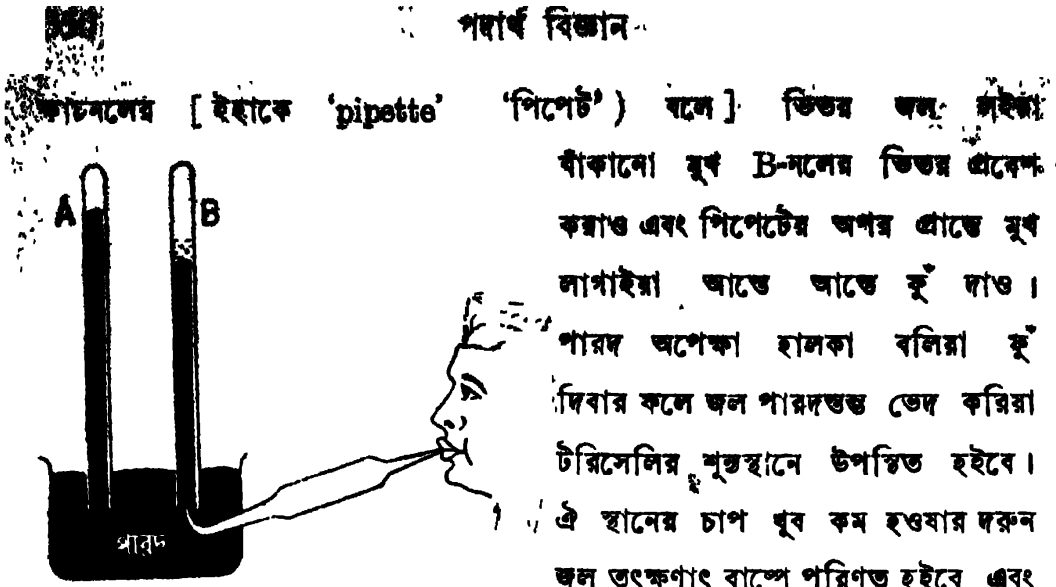 পদার্থ বিজ্ঞান
কাচনলের [ ইহাকে ‘pipette’ ‘পিপেট’ ) বলে ] ভিতর জল লইয়া
বাঁকানো মুখ B-নলের ভিতর প্রবেশ
করাও এবং পিপেটের অপর প্রান্তে মুখ
লাগাইয়া আস্তে আস্তে ফুঁ দাও ।
পারদ অপেক্ষা হালকা বলিয়া ফুঁ
দিবার ফলে জল পারদস্তম্ভ ভেদ করিয়া
টরিসেলির শূন্যস্থানে উপস্থিত হইবে ।
ঐ স্থানের চাপ খুব কম হওয়ার দরুন
জল তৎক্ষণাৎ বাষ্পে পরিণত হইবে এবং
A
B
পারদ